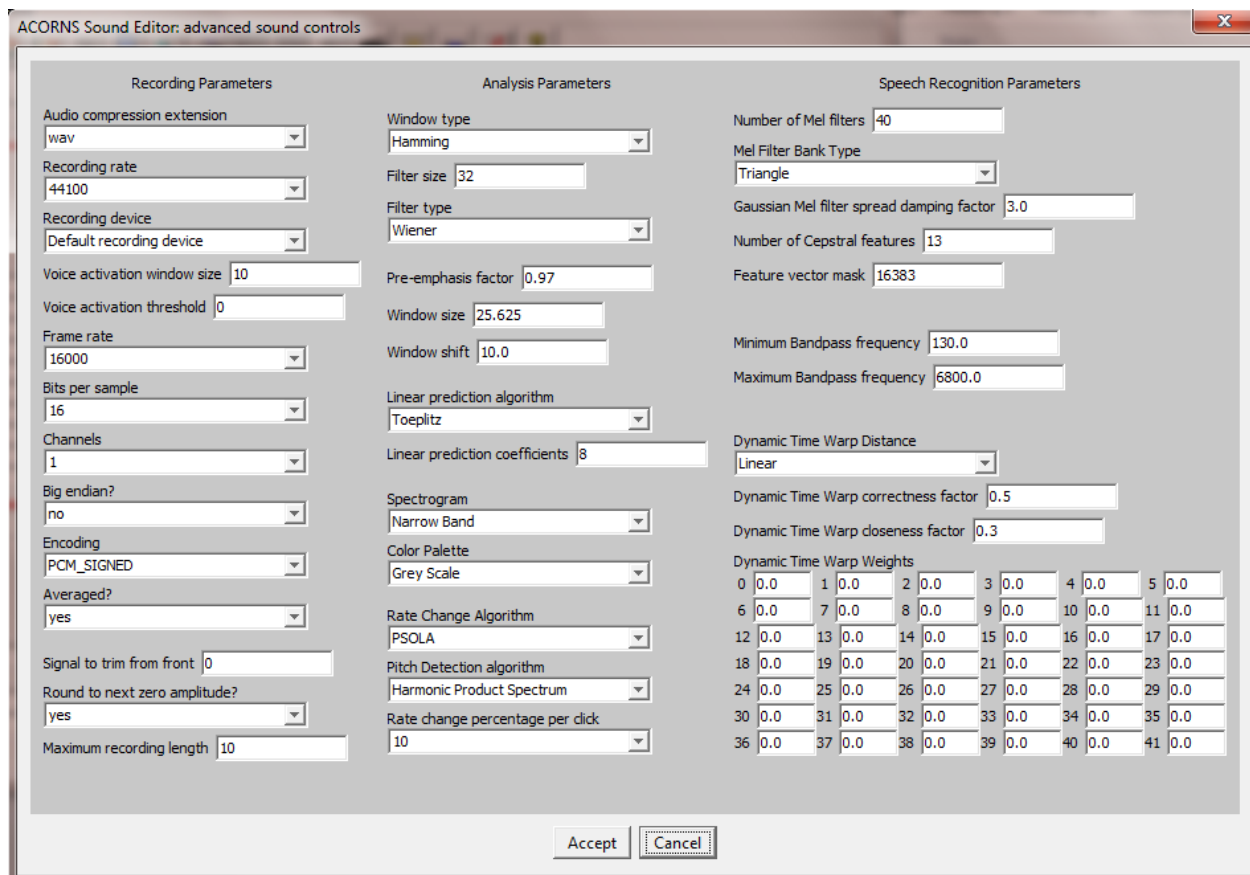 ACORNS Sound Editor: advanced sound controls
Recording Parameters
Audio compression extension
wav
Recording rate
44100
Recording device
Default recording device
Voice activation window size 10
Voice activation threshold 0
Frame rate
16000
Bits per sample
16
Channels
1
Big endian?
no
Encoding
PCM_SIGNED
Averaged?
yes
Signal to trim from front 0
Round to next zero amplitude?
yes
Maximum recording length 10
Analysis Parameters
Window type
Hamming
Filter size 32
Filter type
Wiener
Pre-emphasis factor 0.97
Window size 25.625
Window shift 10.0
Linear prediction algorithm
Toeplitz
Linear prediction coefficients 8
Spectrogram
Narrow Band
Color Palette
Grey Scale
Rate Change Algorithm
PSOLA
Pitch Detection algorithm
Harmonic Product Spectrum
Rate change percentage per click
10
Speech Recognition Parameters
Number of Mel filters 40
Mel Filter Bank Type
Triangle
Gaussian Mel filter spread damping factor 3.0
Number of Cepstral features 13
Feature vector mask 16383
Minimum Bandpass frequency 130.0
Maximum Bandpass frequency 6800.0
Dynamic Time Warp Distance
Linear
Dynamic Time Warp correctness factor 0.5
Dynamic Time Warp closeness factor 0.3
Dynamic Time Warp Weights
0 0.0 1 0.0 2 0.0 3 0.0 4 0.0 5 0.0
6 0.0 7 0.0 8 0.0 9 0.0 10 0.0 11 0.0
12 0.0 13 0.0 14 0.0 15 0.0 16 0.0 17 0.0
18 0.0 19 0.0 20 0.0 21 0.0 22 0.0 23 0.0
24 0.0 25 0.0 26 0.0 27 0.0 28 0.0 29 0.0
30 0.0 31 0.0 32 0.0 33 0.0 34 0.0 35 0.0
36 0.0 37 0.0 38 0.0 39 0.0 40 0.0 41 0.0
Accept Cancel